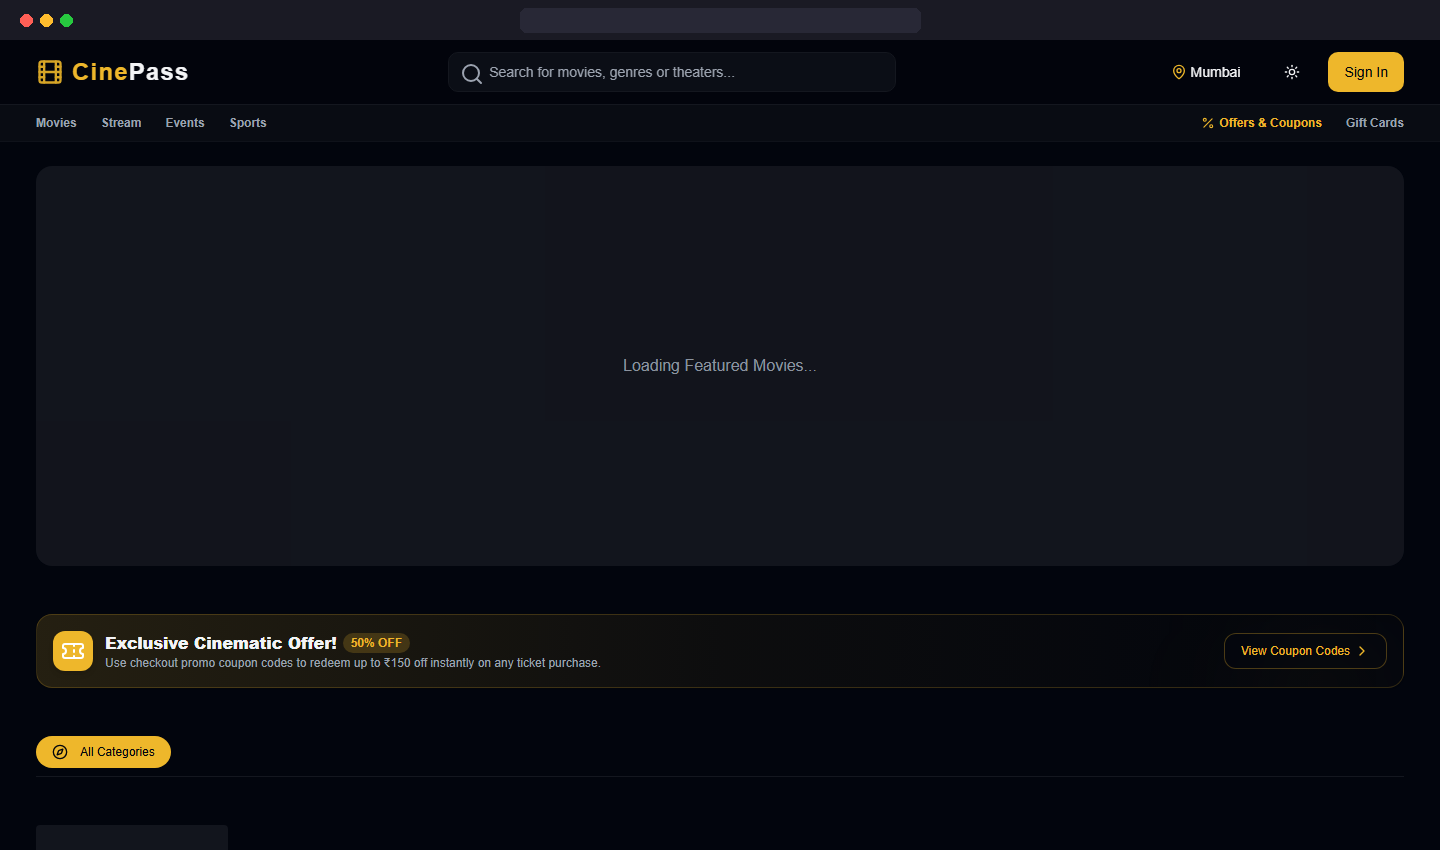 CinePass
Search for movies, genres or theaters...
Mumbai
Sign In
Movies
Stream
Events
Sports
Offers & Coupons
Gift Cards
Loading Featured Movies...
Exclusive Cinematic Offer!
50% OFF
Use checkout promo coupon codes to redeem up to ₹150 off instantly on any ticket purchase.
View Coupon Codes
All Categories